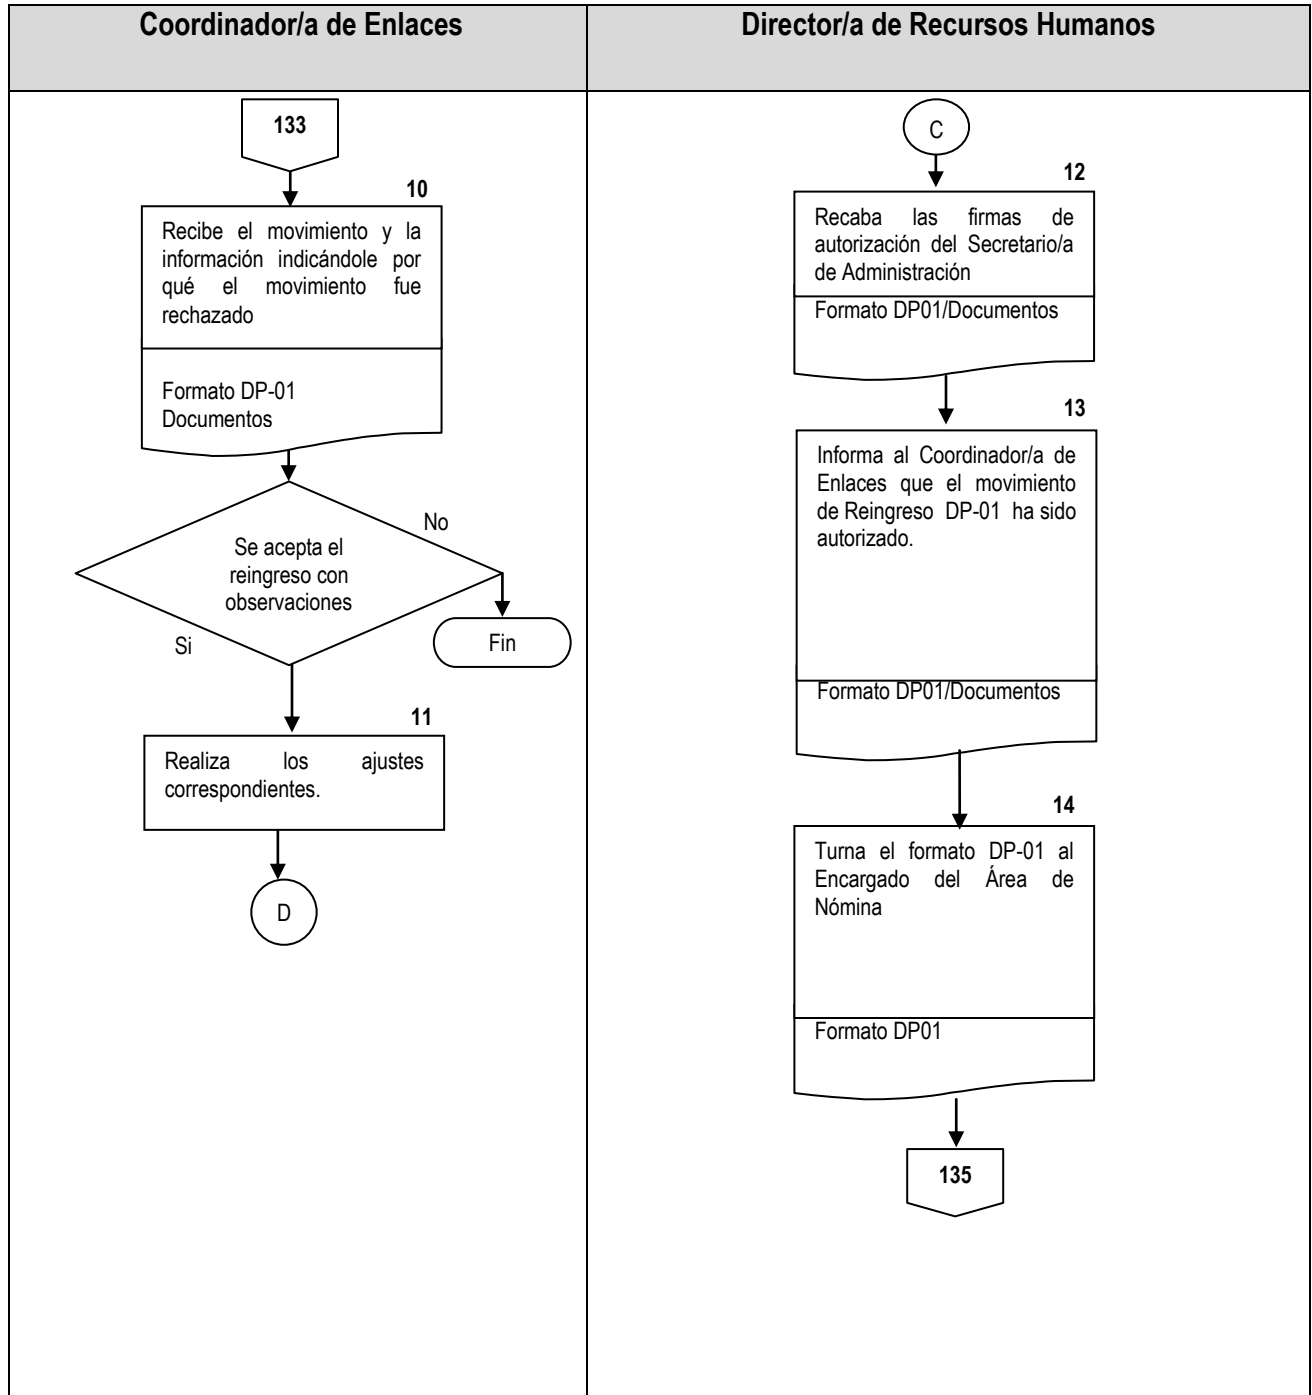 Coordinador/a de Enlaces
Director/a de Recursos Humanos
133
10
Recibe el movimiento y la
información indicándole por
qué el movimiento fue
rechazado
Formato DP-01
Documentos
No
Se acepta el
reingreso con
observaciones
Si
Fin
11
Realiza los ajustes
correspondientes.
D
C
12
Recaba las firmas de
autorización del Secretario/a
de Administración
Formato DP01/Documentos
13
Informa al Coordinador/a de
Enlaces que el movimiento
de Reingreso DP-01 ha sido
autorizado.
Formato DP01/Documentos
14
Turna el formato DP-01 al
Encargado del Área de
Nómina
Formato DP01
135